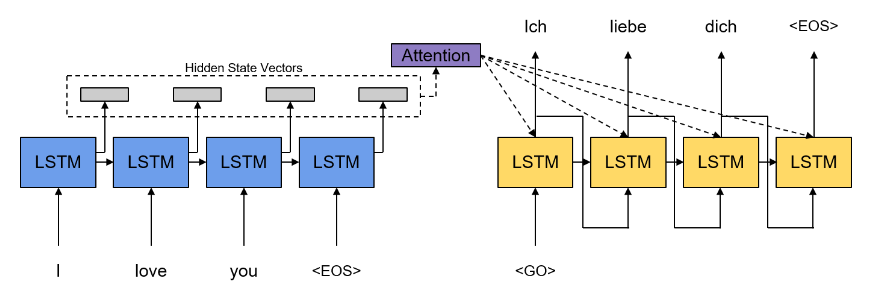 Ich liebe dich <EOS>
Attention
Hidden State Vectors
LSTM LSTM LSTM LSTM LSTM LSTM LSTM LSTM
I love you <EOS> <GO>